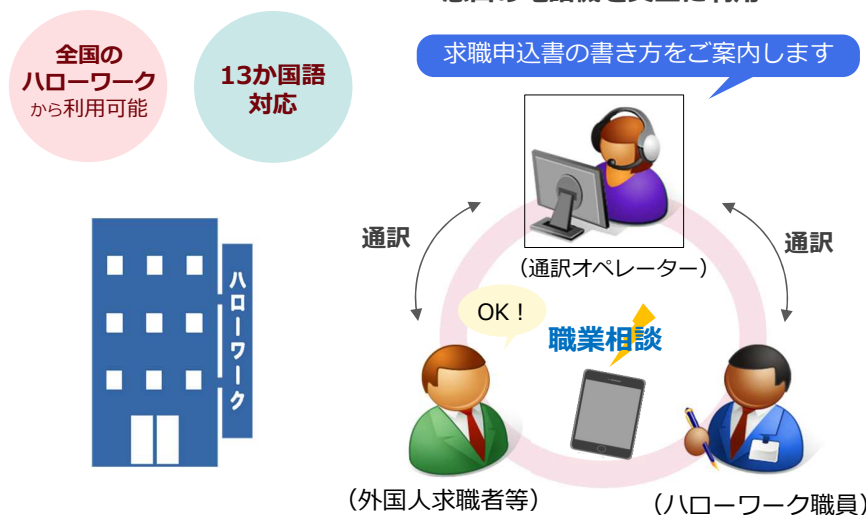 全国の
ハローワーク
から利用可能
13か国語
対応
求職申込書の書き方をご案内します
通訳
通訳
(通訳オペレーター)
OK!
職業相談
ハローワーク
(外国人求職者等)
(ハローワーク職員)